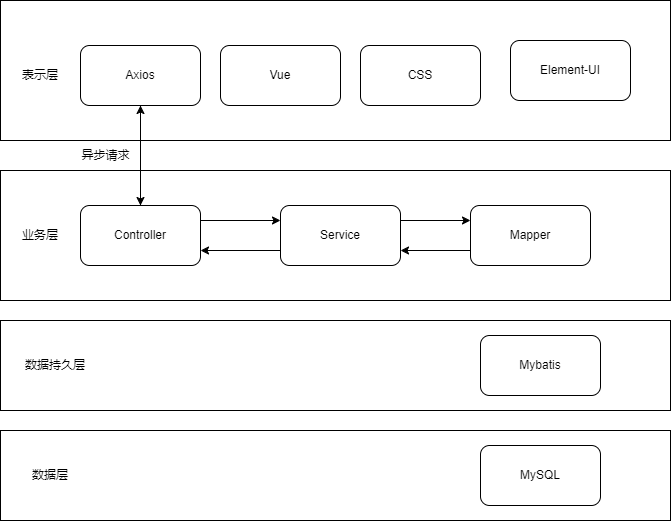 表示层
Axios
Vue
CSS
Element-UI
异步请求
业务层
Controller
Service
Mapper
数据持久层
Mybatis
数据层
MySQL